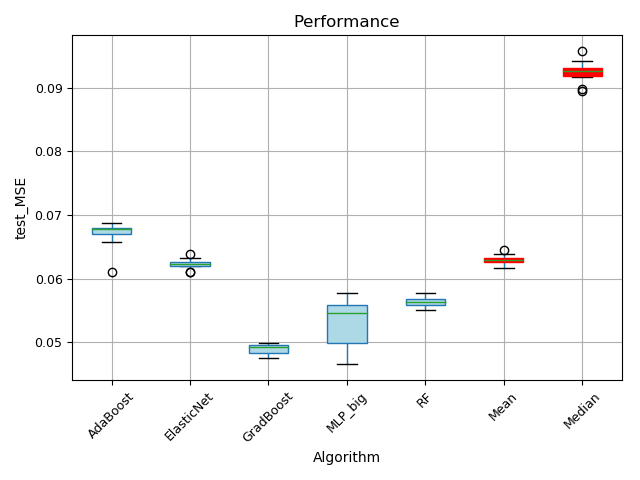 Performance
test_MSE
0.09
0.08
0.07
0.06
0.05
AdaBoost
ElasticNet
GradBoost
MLP_big
RF
Mean
Median
Algorithm